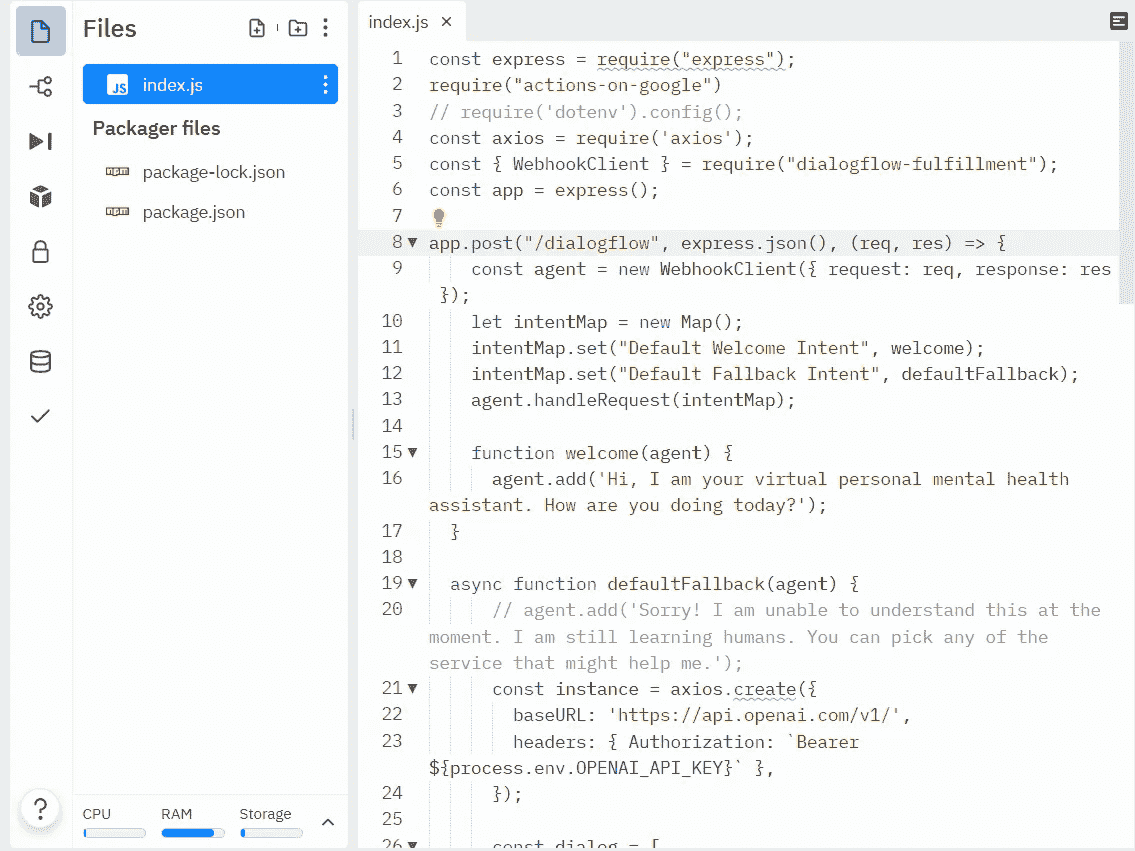 Files
JS index.js
Packager files
package-lock.json
package.json
?
CPU RAM Storage
index.js ×
1 const express = require("express");
2 require("actions-on-google")
3 // require('dotenv').config();
4 const axios = require('axios');
5 const { WebhookClient } = require("dialogflow-fulfillment");
6 const app = express();
7
8 app.post("/dialogflow", express.json(), (req, res) => {
9 const agent = new WebhookClient({ request: req, response: res
});
10 let intentMap = new Map();
11 intentMap.set("Default Welcome Intent", welcome);
12 intentMap.set("Default Fallback Intent", defaultFallback);
13 agent.handleRequest(intentMap);
14
15 function welcome(agent) {
16 agent.add('Hi, I am your virtual personal mental health
assistant. How are you doing today?');
17 }
18
19 async function defaultFallback(agent) {
20 // agent.add('Sorry! I am unable to understand this at the
moment. I am still learning humans. You can pick any of the
service that might help me.');
21 const instance = axios.create({
22 baseURL: 'https://api.openai.com/v1/',
23 headers: { Authorization: `Bearer
${process.env.OPENAI_API_KEY}` },
24 });
25
26 const dialog = [